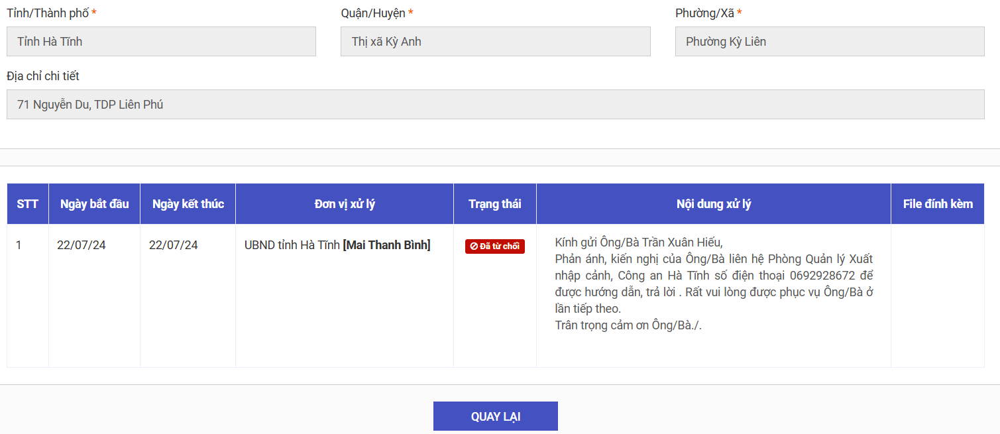 Tỉnh/Thành phố * Quận/Huyện * Phường/Xã *
Tỉnh Hà Tĩnh Thị xã Kỳ Anh Phường Kỳ Liên
Địa chỉ chi tiết
71 Nguyễn Du, TDP Liên Phú
STT Ngày bắt đầu Ngày kết thúc Đơn vị xử lý Trạng thái Nội dung xử lý File đính kèm
1 22/07/24 22/07/24 UBND tỉnh Hà Tĩnh [Mai Thanh Bình] Đã từ chối
Kính gửi Ông/Bà Trần Xuân Hiếu,
Phản ánh, kiến nghị của Ông/Bà liên hệ Phòng Quản lý Xuất
nhập cảnh, Công an Hà Tĩnh số điện thoại 0692928672 để
được hướng dẫn, trả lời . Rất vui lòng được phục vụ Ông/Bà ở
lần tiếp theo.
Trân trọng cảm ơn Ông/Bà./.
QUAY LẠI